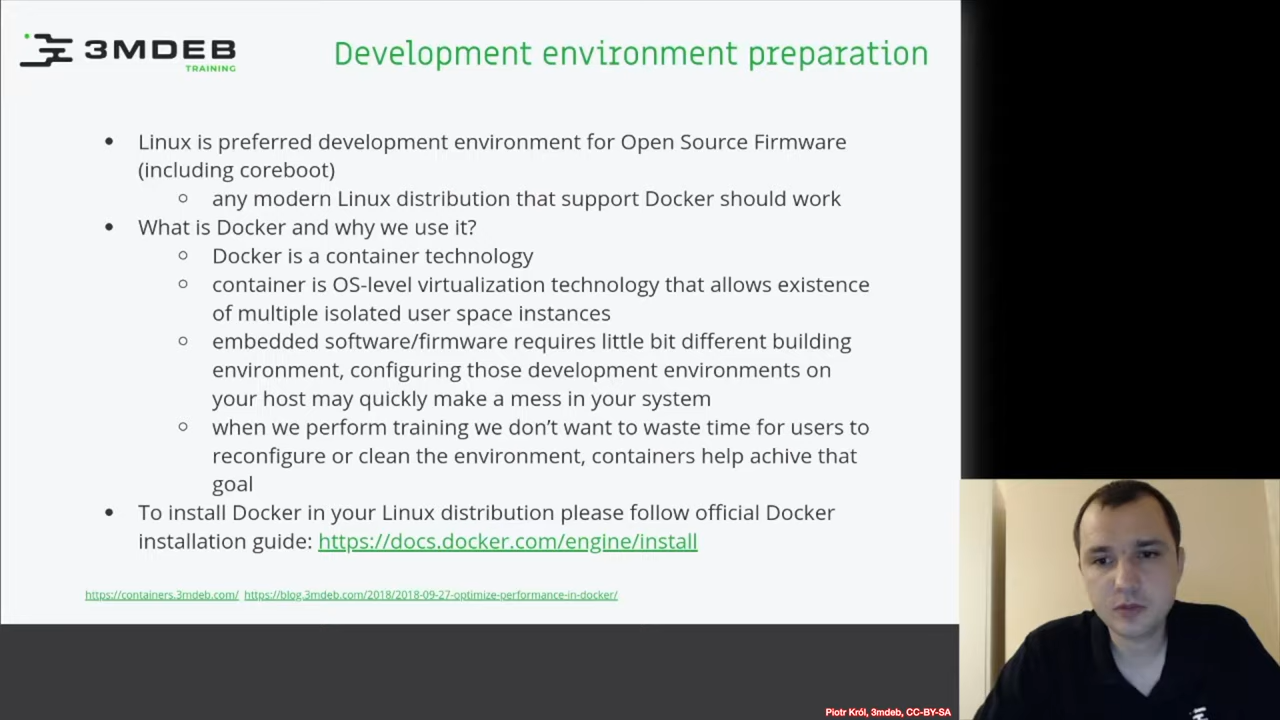 3MDEB
TRAINING
Development environment preparation
• Linux is preferred development environment for Open Source Firmware
(including coreboot)
○ any modern Linux distribution that support Docker should work
• What is Docker and why we use it?
○ Docker is a container technology
○ container is OS-level virtualization technology that allows existence
of multiple isolated user space instances
○ embedded software/firmware requires little bit different building
environment, configuring those development environments on
your host may quickly make a mess in your system
○ when we perform training we don’t want to waste time for users to
reconfigure or clean the environment, containers help achive that
goal
• To install Docker in your Linux distribution please follow official Docker
installation guide: https://docs.docker.com/engine/install
https://containers.3mdeb.com/ https://blog.3mdeb.com/2018/2018-09-27-optimize-performance-in-docker/
Piotr Król, 3mdeb, CC-BY-SA